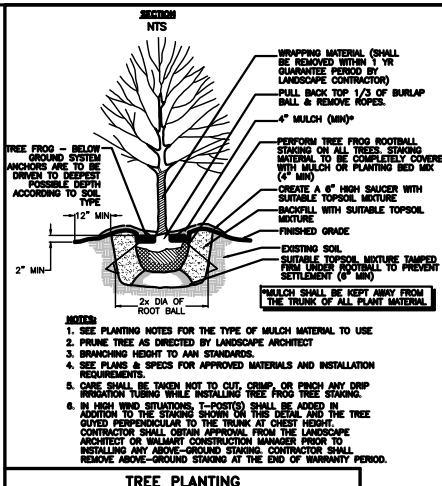 SECTION
NTS
WRAPPING MATERIAL (SHALL
BE REMOVED WITHIN 1 YR
GUARANTEE PERIOD BY
LANDSCAPE CONTRACTOR)
PULL BACK TOP 1/3 OF BURLAP
BALL & REMOVE ROPES.
4" MULCH (MIN)*
TREE FROG - BELOW
GROUND SYSTEM
ANCHORS ARE TO BE
DRIVEN TO DEEPEST
POSSIBLE DEPTH
ACCORDING TO SOIL
TYPE
PERFORM TREE FROG ROOTBALL
STAKING ON ALL TREES. STAKING
MATERIAL TO BE COMPLETELY COVERE
WITH MULCH OR PLANTING BED MIX
(4" MIN)
CREATE A 6" HIGH SAUCER WITH
SUITABLE TOPSOIL MIXTURE
BACKFILL WITH SUITABLE TOPSOIL
MIXTURE
FINISHED GRADE
12" MIN
2" MIN
EXISTING SOIL
SUITABLE TOPSOIL MIXTURE TAMPED
FIRM UNDER ROOTBALL TO PREVENT
SETTLEMENT (6" MIN)
2x DIA OF
ROOT BALL
*MULCH SHALL BE KEPT AWAY FROM
THE TRUNK OF ALL PLANT MATERIAL
NOTES:
1. SEE PLANTING NOTES FOR THE TYPE OF MULCH MATERIAL TO USE
2. PRUNE TREE AS DIRECTED BY LANDSCAPE ARCHITECT
3. BRANCHING HEIGHT TO AAN STANDARDS.
4. SEE PLANS & SPECS FOR APPROVED MATERIALS AND INSTALLATION
REQUIREMENTS.
5. CARE SHALL BE TAKEN NOT TO CUT, CRIMP, OR PINCH ANY DRIP
IRRIGATION TUBING WHILE INSTALLING TREE FROG TREE STAKING.
6. IN HIGH WIND SITUATIONS, T-POST(S) SHALL BE ADDED IN
ADDITION TO THE STAKING SHOWN ON THIS DETAIL AND THE TREE
GUYED PERPENDICULAR TO THE TRUNK AT CHEST HEIGHT.
CONTRACTOR SHALL OBTAIN APPROVAL FROM THE LANDSCAPE
ARCHITECT OR WALMART CONSTRUCTION MANAGER PRIOR TO
INSTALLING ANY ABOVE-GROUND STAKING. CONTRACTOR SHALL
REMOVE ABOVE-GROUND STAKING AT THE END OF WARRANTY PERIOD.
TREE PLANTING